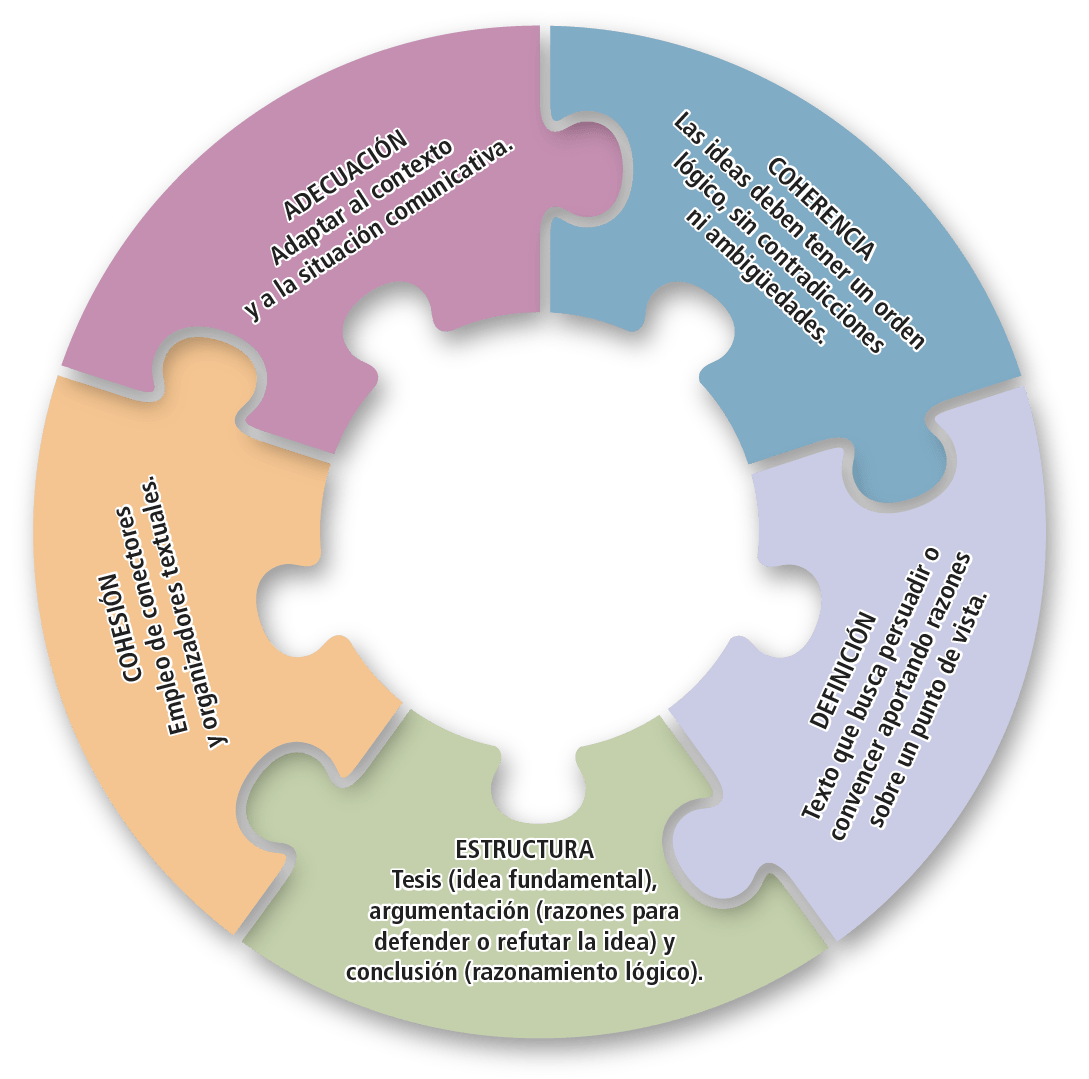 ADECUACIÓN
Adaptar al contexto
y a la situación comunicativa.
COHERENCIA
Las ideas deben tener un orden
lógico, sin contradicciones
ni ambigüedades.
DEFINICIÓN
Texto que busca persuadir o
convencer aportando razones
sobre un punto de vista.
ESTRUCTURA
Tesis (idea fundamental),
argumentación (razones para
defender o refutar la idea) y
conclusión (razonamiento lógico).
COHESIÓN
Empleo de conectores
y organizadores textuales.